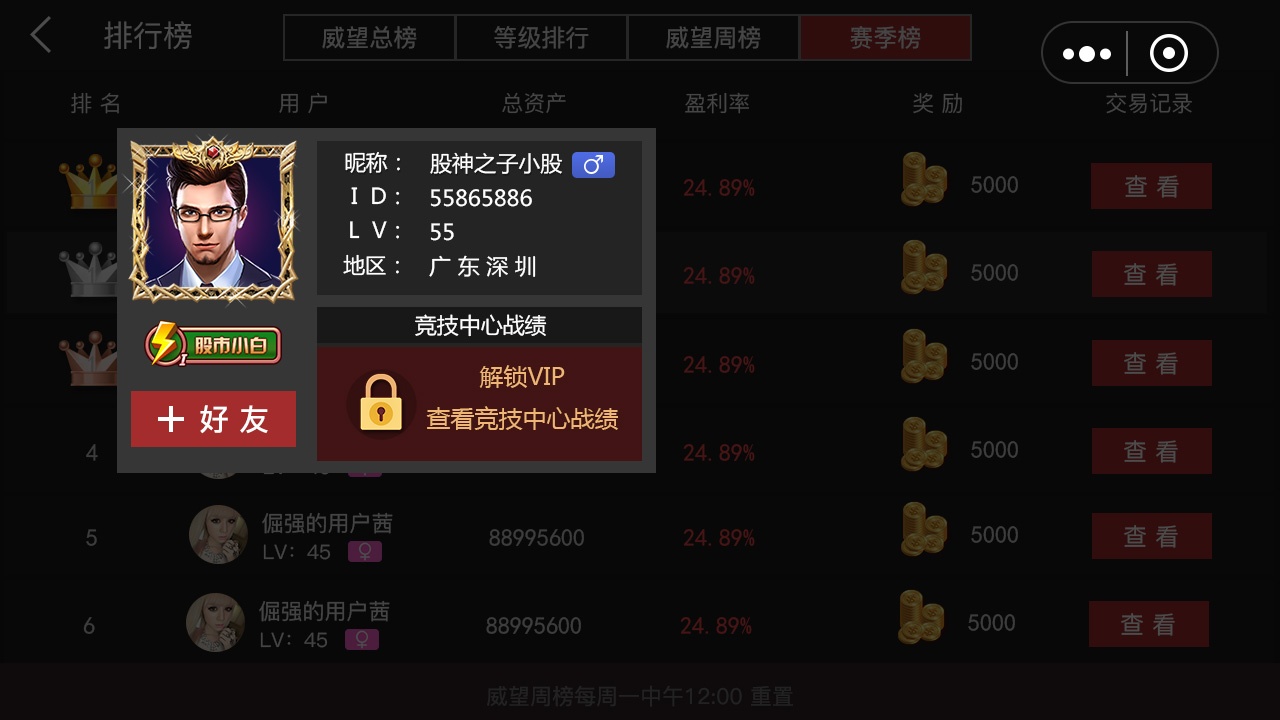 排行榜
威望总榜 等级排行 威望周榜 赛季榜
排名 用户 总资产 盈利率 奖励 交易记录
昵称： 股神之子小股
ID： 55865886
LV： 55
地区： 广东深圳
股市小白
I
+ 好友
竞技中心战绩
解锁VIP
查看竞技中心战绩
24.89% 5000 查看
24.89% 5000 查看
24.89% 5000 查看
4 24.89% 5000 查看
LV: 45
5 倔强的用户茜 88995600 24.89% 5000 查看
LV: 45
6 倔强的用户茜 88995600 24.89% 5000 查看
LV: 45
威望周榜每周一中午12:00 重置